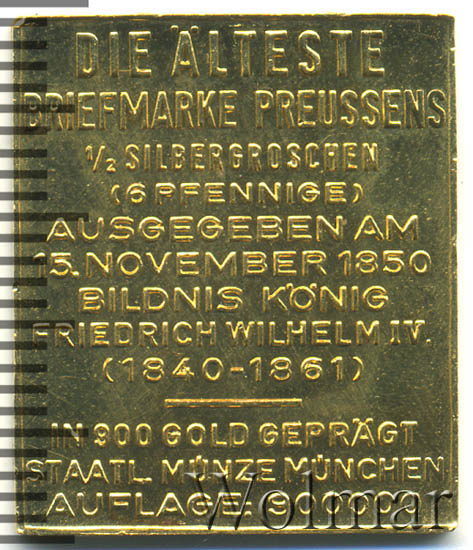 DIE ÄLTESTE
BRIEFMARKE PREUSSENS
1/2 SILBERGROSCHEN
(6 PFENNIGE)
AUSGEGEBEN AM
15. NOVEMBER 1850
BILDNIS KÖNIG
FRIEDRICH WILHELM IV.
(1840-1861)
IN 900 GOLD GEPRÄGT
STAATL. MÜNZE MÜNCHEN
AUFLAGE:
Wolmar